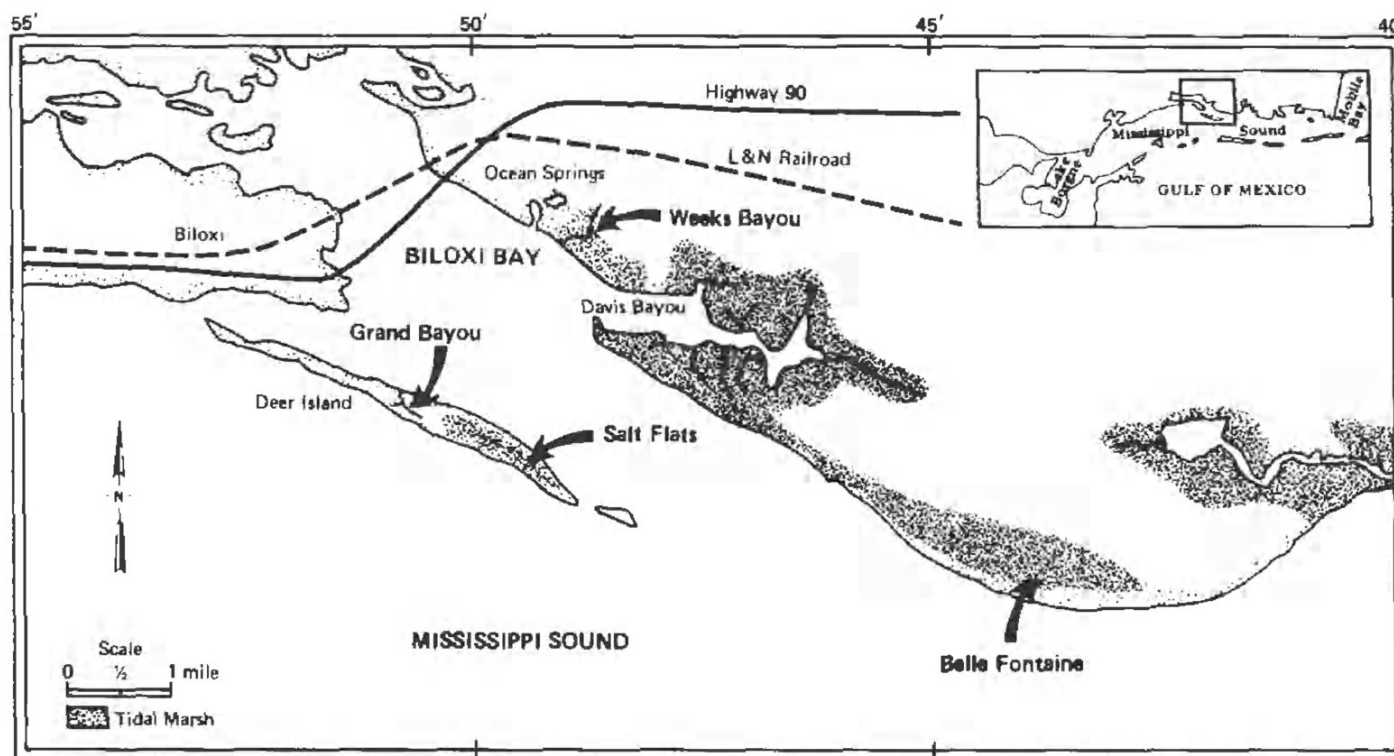 55′
50′
45′
40
Highway 90
L&N Railroad
Ocean Springs
Weeks Bayou
Biloxi
BILOXI BAY
Davis Bayou
Grand Bayou
Deer Island
Salt Flats
N
MISSISSIPPI SOUND
Belle Fontaine
Scale
0 ½ 1 mile
Tidal Marsh
Mobile
Bay
Mississippi Sound
Lake
Borgne
GULF OF MEXICO